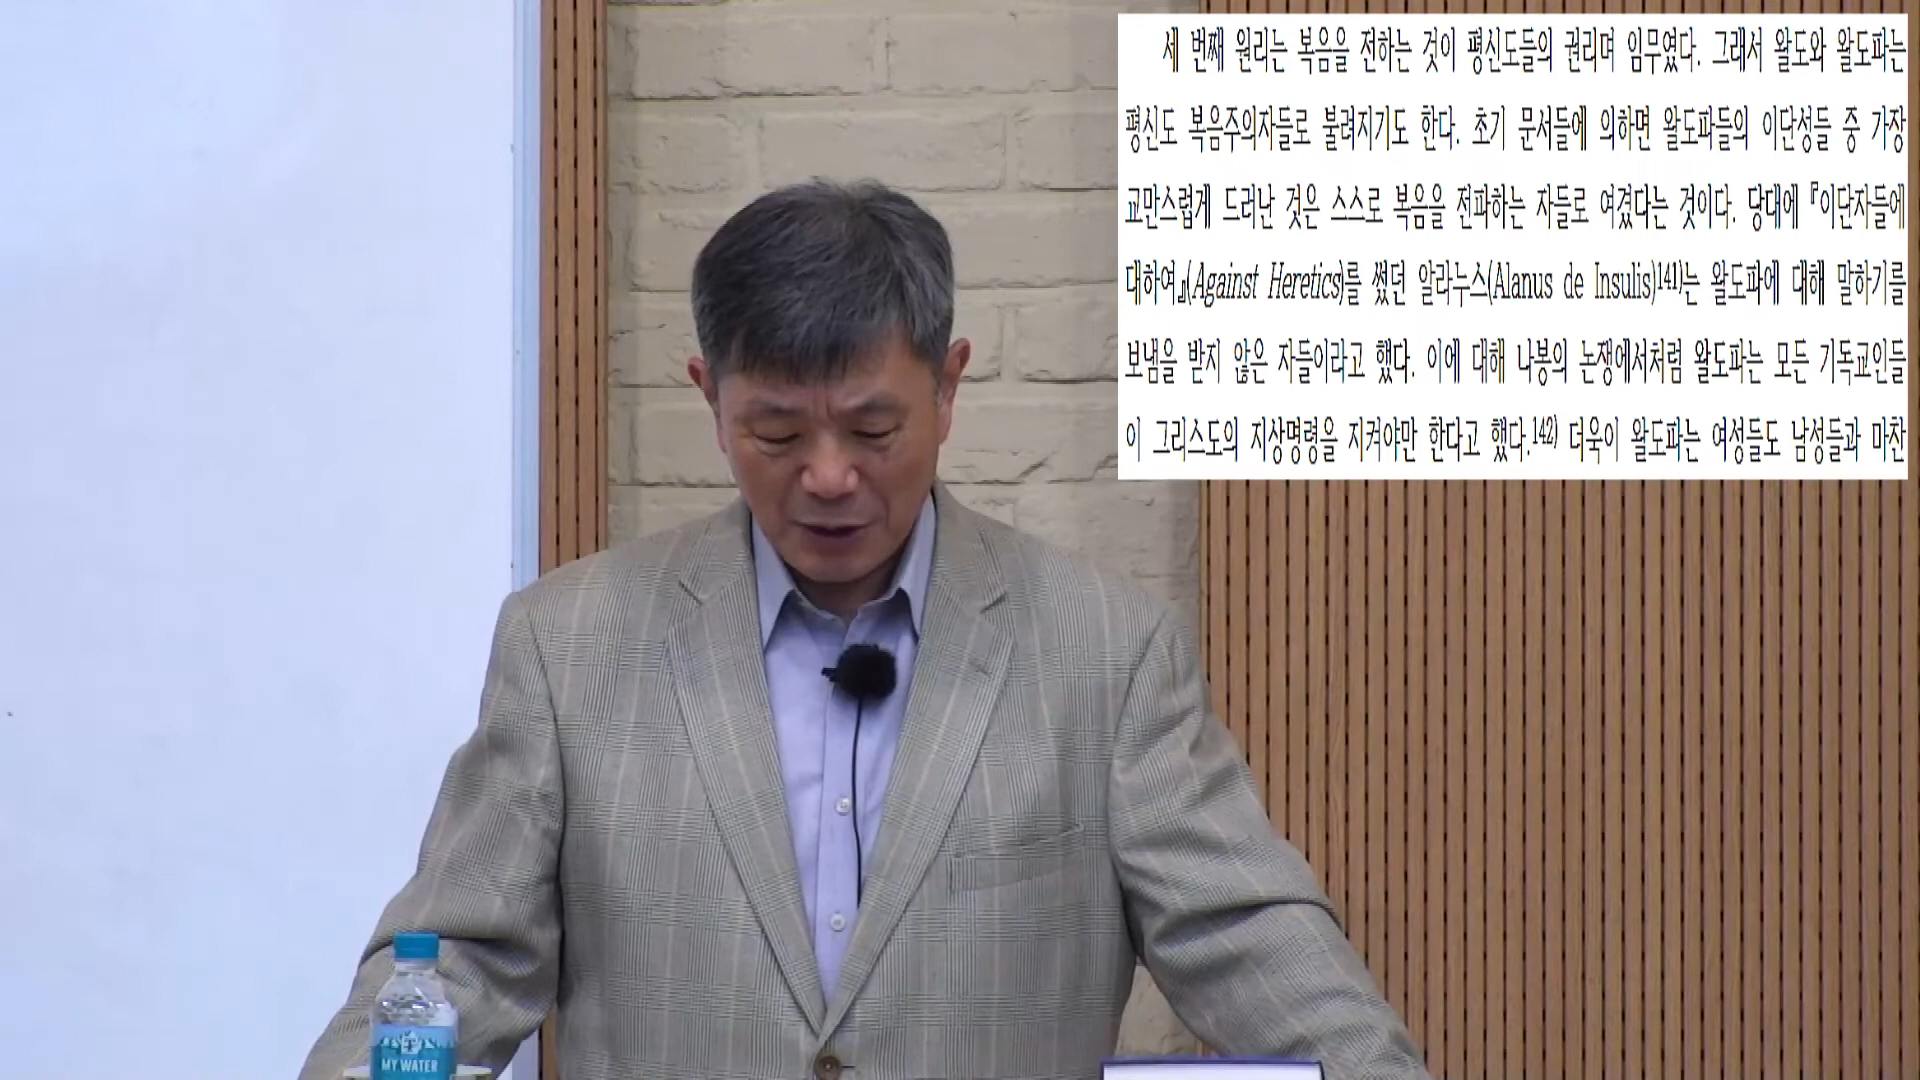 세 번째 원리는 복음을 전하는 것이 평신도들의 권리며 임무였다. 그래서 왈도와 왈도파는
평신도 복음주의자들로 불려지기도 한다. 초기 문서들에 의하면 왈도파들의 이단성들 중 가장
교만스럽게 드러난 것은 스스로 복음을 전파하는 자들로 여겼다는 것이다. 당대에 『이단자들에
대하여』(Against Heretics)를 썼던 알라누스(Alanus de Insulis)141)는 왈도파에 대해 말하기를
보냄을 받지 않은 자들이라고 했다. 이에 대해 나봉의 논쟁에서처럼 왈도파는 모든 기독교인들
이 그리스도의 지상명령을 지켜야만 한다고 했다.142) 더욱이 왈도파는 여성들도 남성들과 마찬
MY WATER